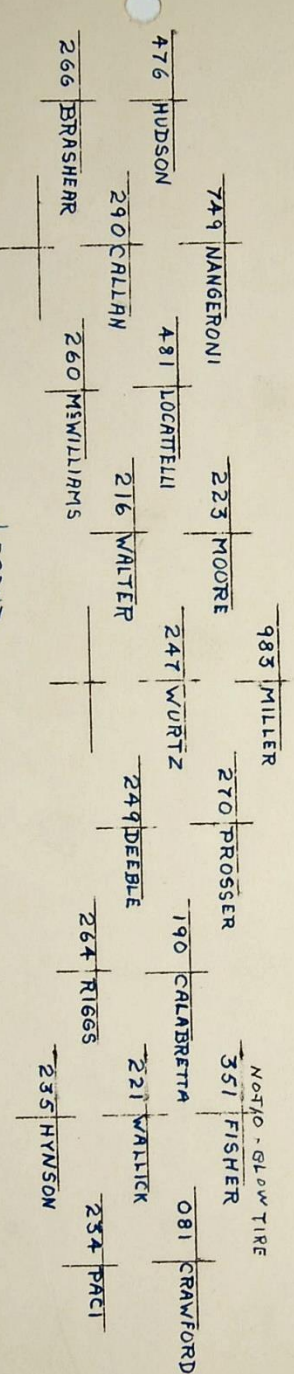 983 MILLER
NOT/O - BLOW TIRE
749 NANGERONI
223 MOORE
270 PROSSER
351 FISHER
476 HUDSON
481 LOCATTELLI
247 WURTZ
190 CALABRETTA
081 CRAWFORD
290 CALLAN
216 WALTER
249 DEEBLE
221 WALLICK
266 BRASHEAR
260 McWILLIAMS
264 RIGGS
234 PACI
235 HYNSON